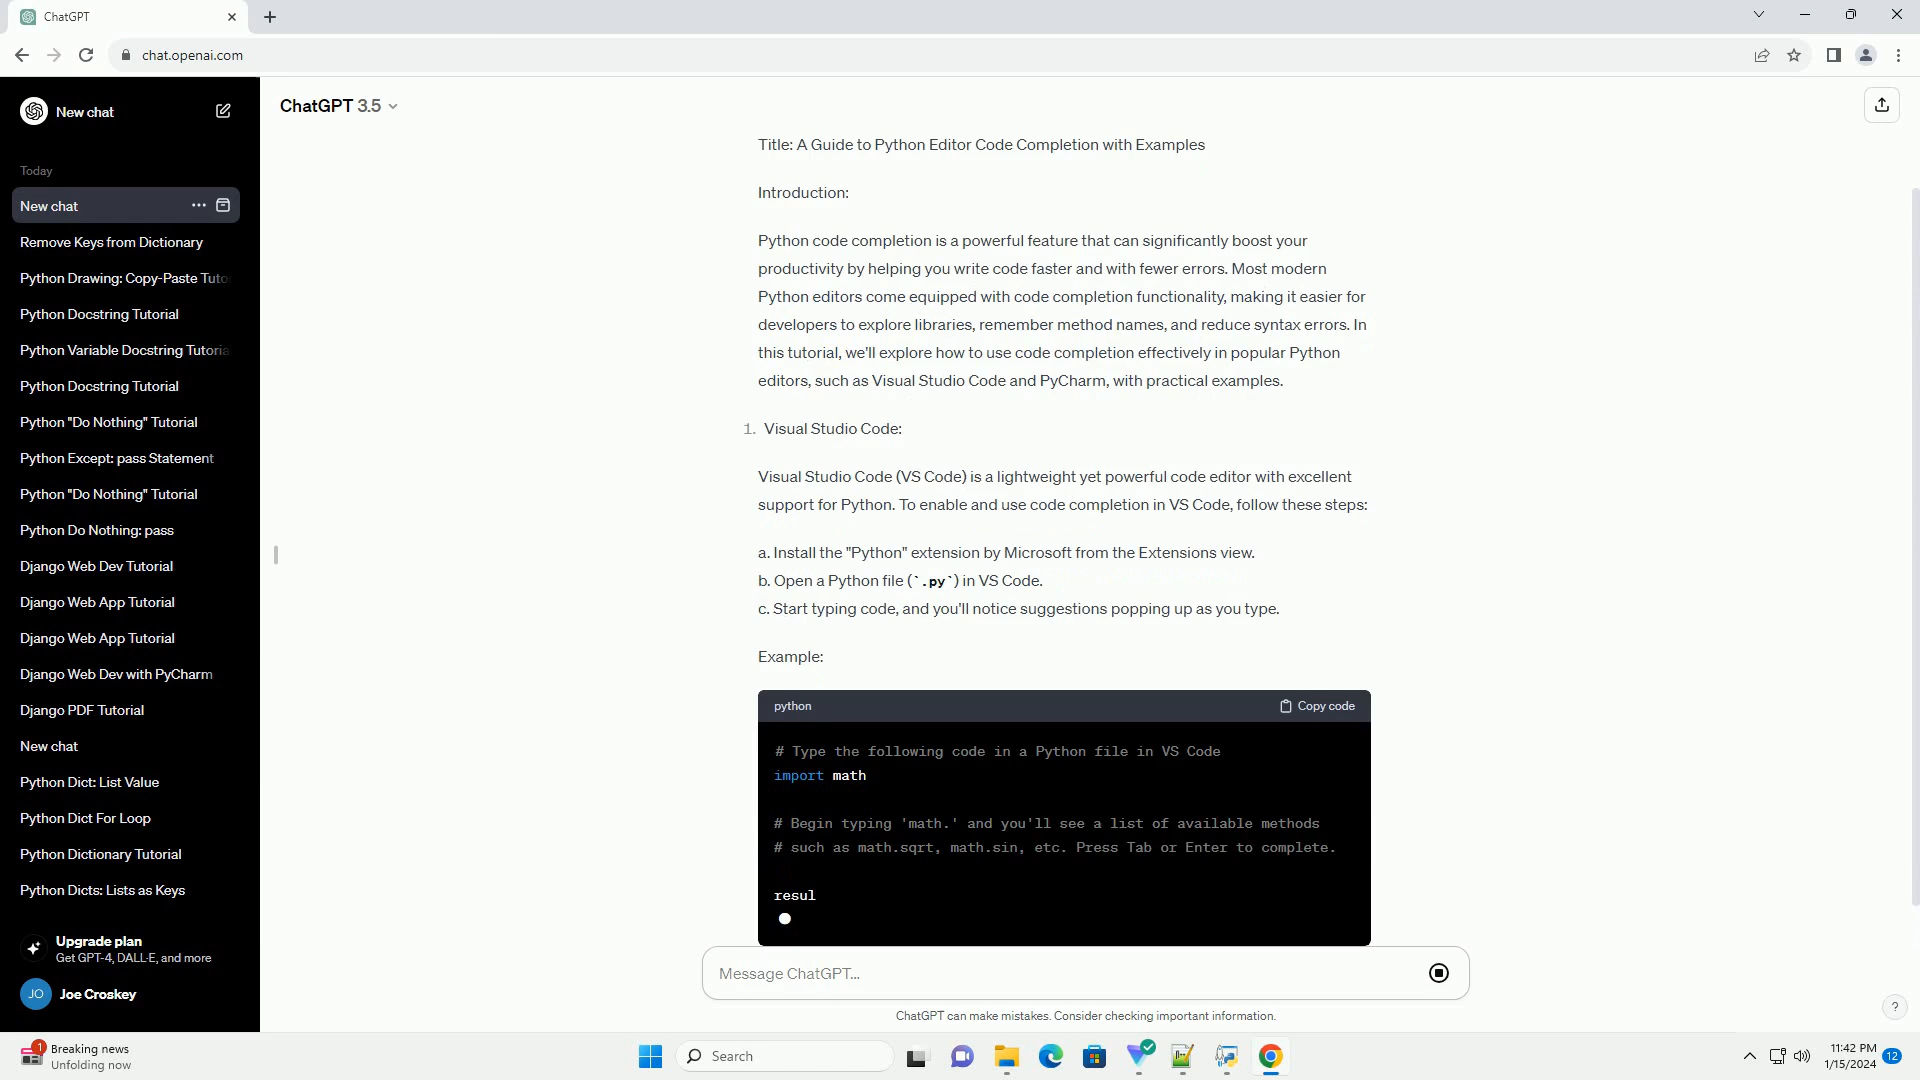 ChatGPT
chat.openai.com
New chat
Today
New chat
Remove Keys from Dictionary
Python Drawing: Copy-Paste Tuto
Python Docstring Tutorial
Python Variable Docstring Tutoria
Python Docstring Tutorial
Python "Do Nothing" Tutorial
Python Except: pass Statement
Python "Do Nothing" Tutorial
Python Do Nothing: pass
Django Web Dev Tutorial
Django Web App Tutorial
Django Web App Tutorial
Django Web Dev with PyCharm
Django PDF Tutorial
New chat
Python Dict: List Value
Python Dict For Loop
Python Dictionary Tutorial
Python Dicts: Lists as Keys
Upgrade plan
Get GPT-4, DALL·E, and more
JO Joe Croskey
ChatGPT 3.5
Title: A Guide to Python Editor Code Completion with Examples
Introduction:
Python code completion is a powerful feature that can significantly boost your
productivity by helping you write code faster and with fewer errors. Most modern
Python editors come equipped with code completion functionality, making it easier for
developers to explore libraries, remember method names, and reduce syntax errors. In
this tutorial, we'll explore how to use code completion effectively in popular Python
editors, such as Visual Studio Code and PyCharm, with practical examples.
1. Visual Studio Code:
Visual Studio Code (VS Code) is a lightweight yet powerful code editor with excellent
support for Python. To enable and use code completion in VS Code, follow these steps:
a. Install the "Python" extension by Microsoft from the Extensions view.
b. Open a Python file (`.py`) in VS Code.
c. Start typing code, and you'll notice suggestions popping up as you type.
Example:
python Copy code
# Type the following code in a Python file in VS Code
import math
# Begin typing 'math.' and you'll see a list of available methods
# such as math.sqrt, math.sin, etc. Press Tab or Enter to complete.
resul
Message ChatGPT...
ChatGPT can make mistakes. Consider checking important information.
?
1 Breaking news
Unfolding now
Search
11:42 PM
1/15/2024
12